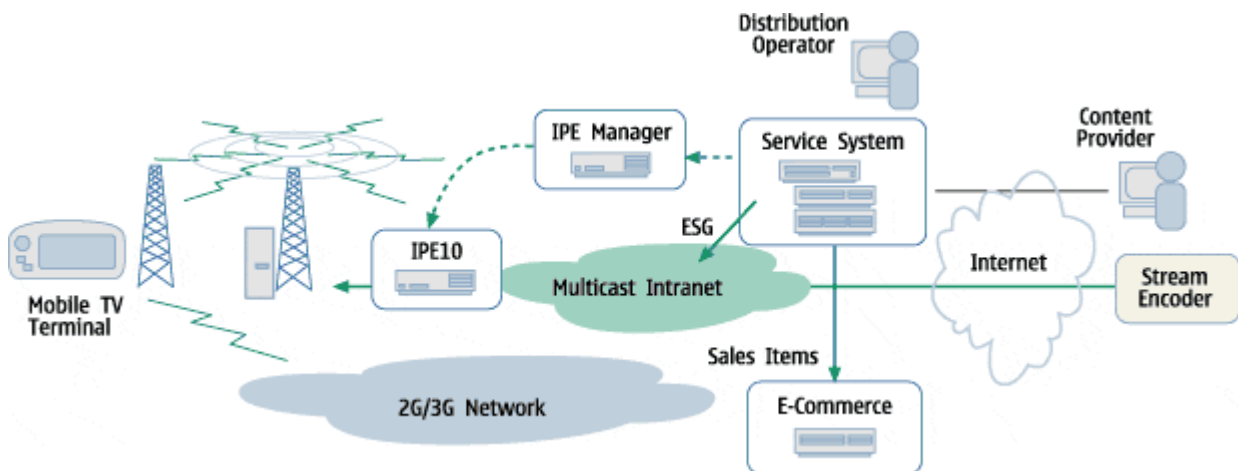 Distribution
Operator
IPE Manager
Service System
Content
Provider
ESG
IPE10
Internet
Multicast Intranet
Stream
Encoder
Mobile TV
Terminal
Sales Items
2G/3G Network
E-Commerce